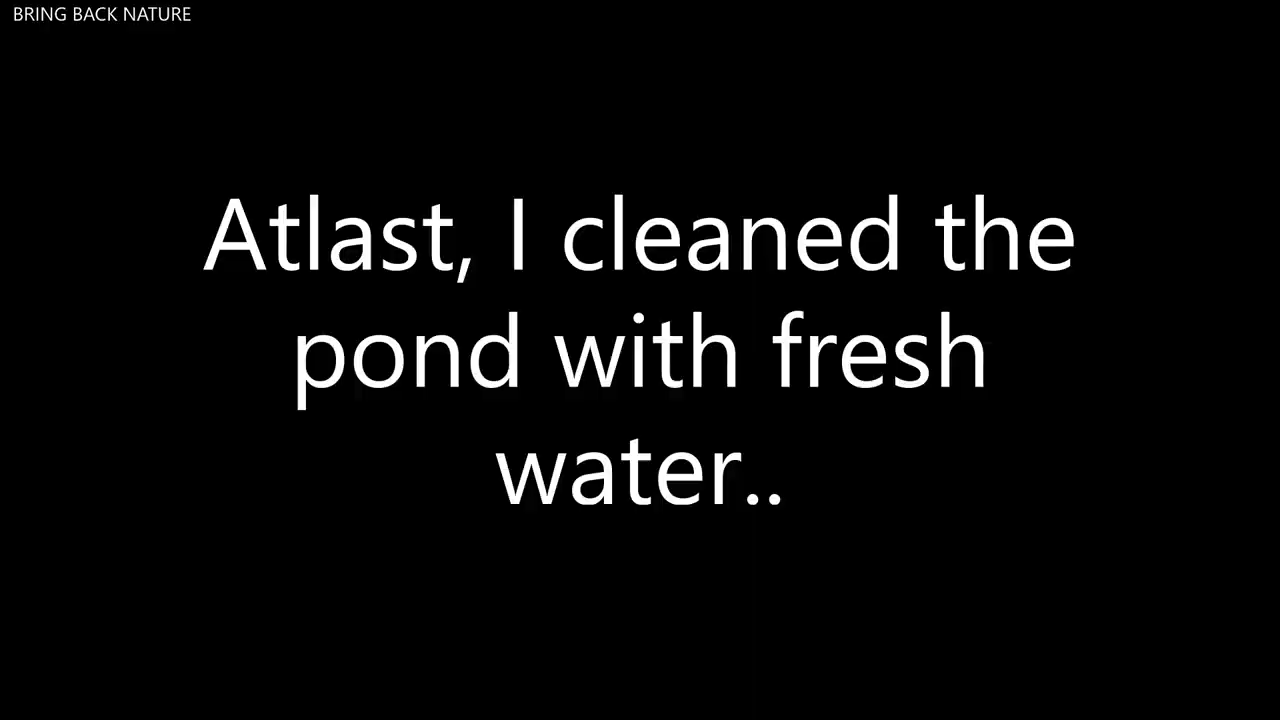 BRING BACK NATURE
Atlast, I cleaned the
pond with fresh
water..